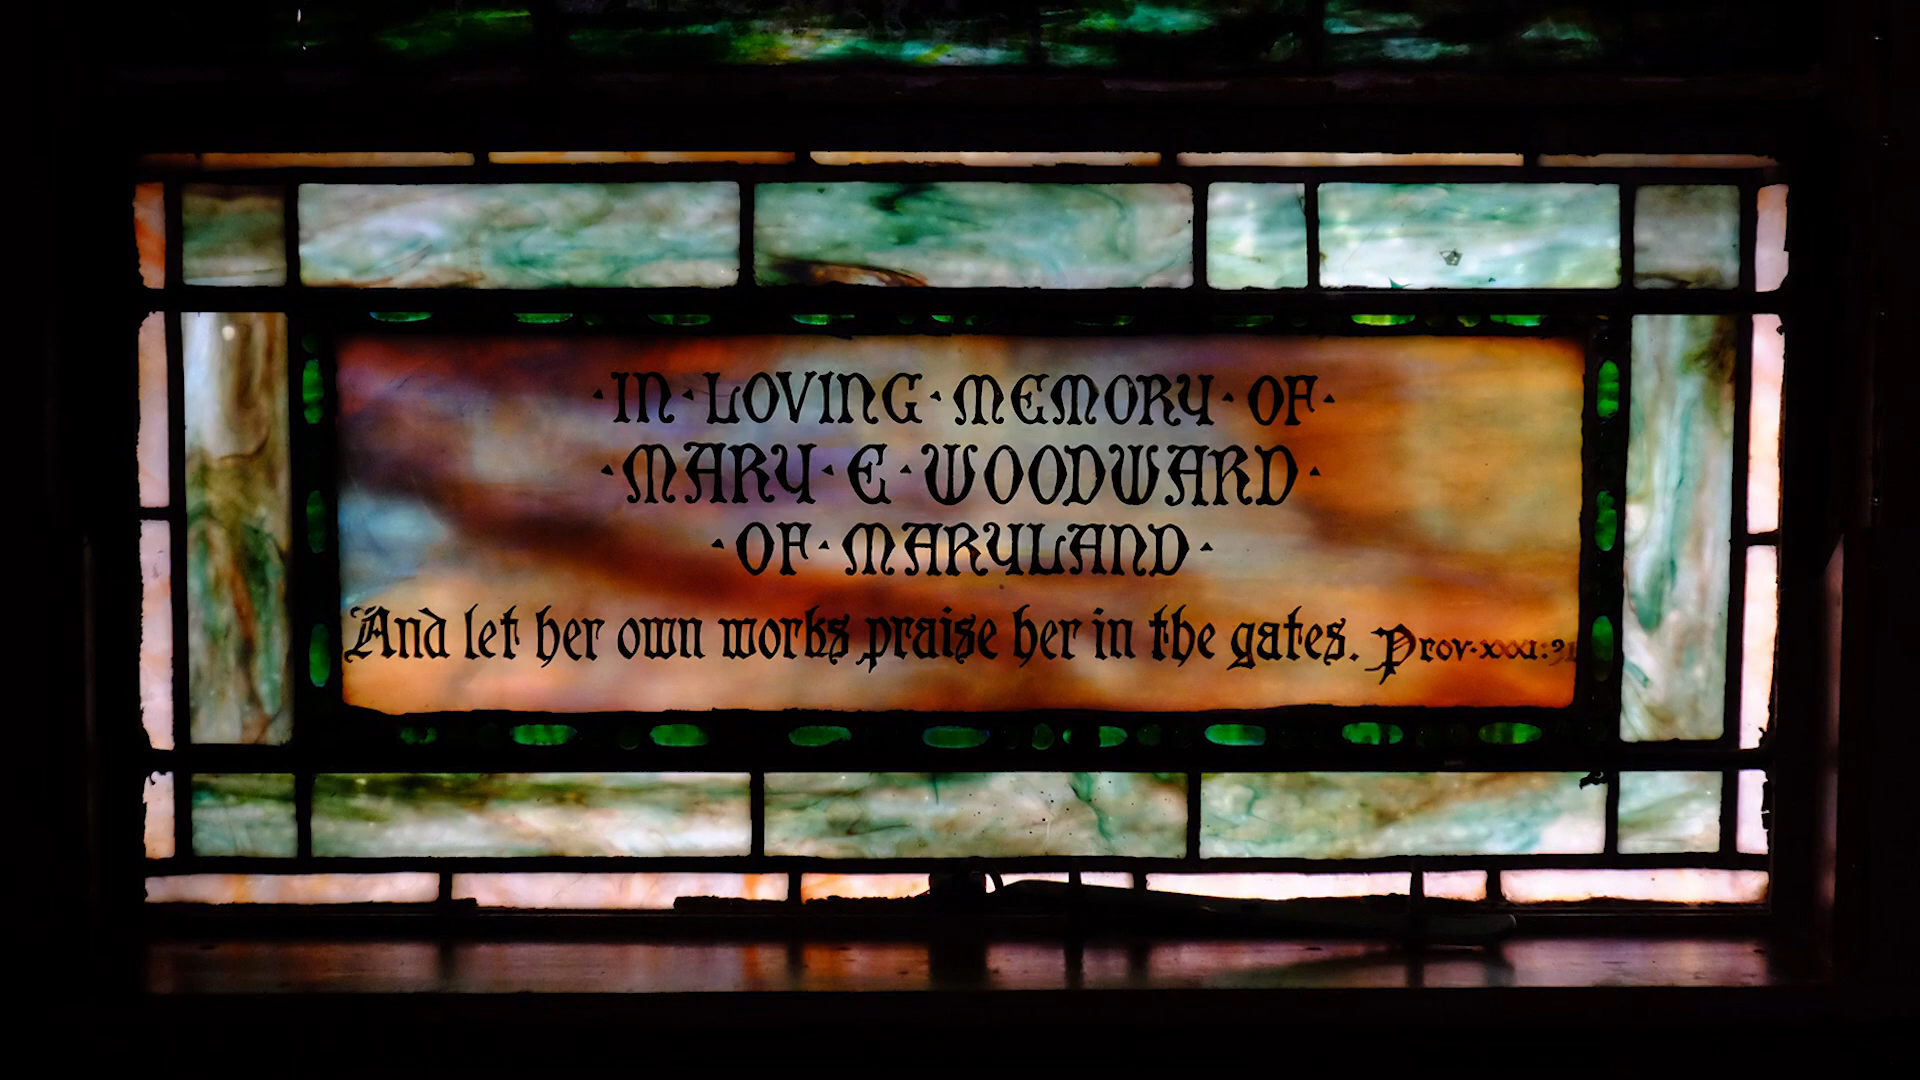 ·IN·LOVING·MEMORY·OF·
·MARY·E·WOODWARD·
·OF·MARYLAND·
And let her own works praise her in the gates. Prov·xxxi:31